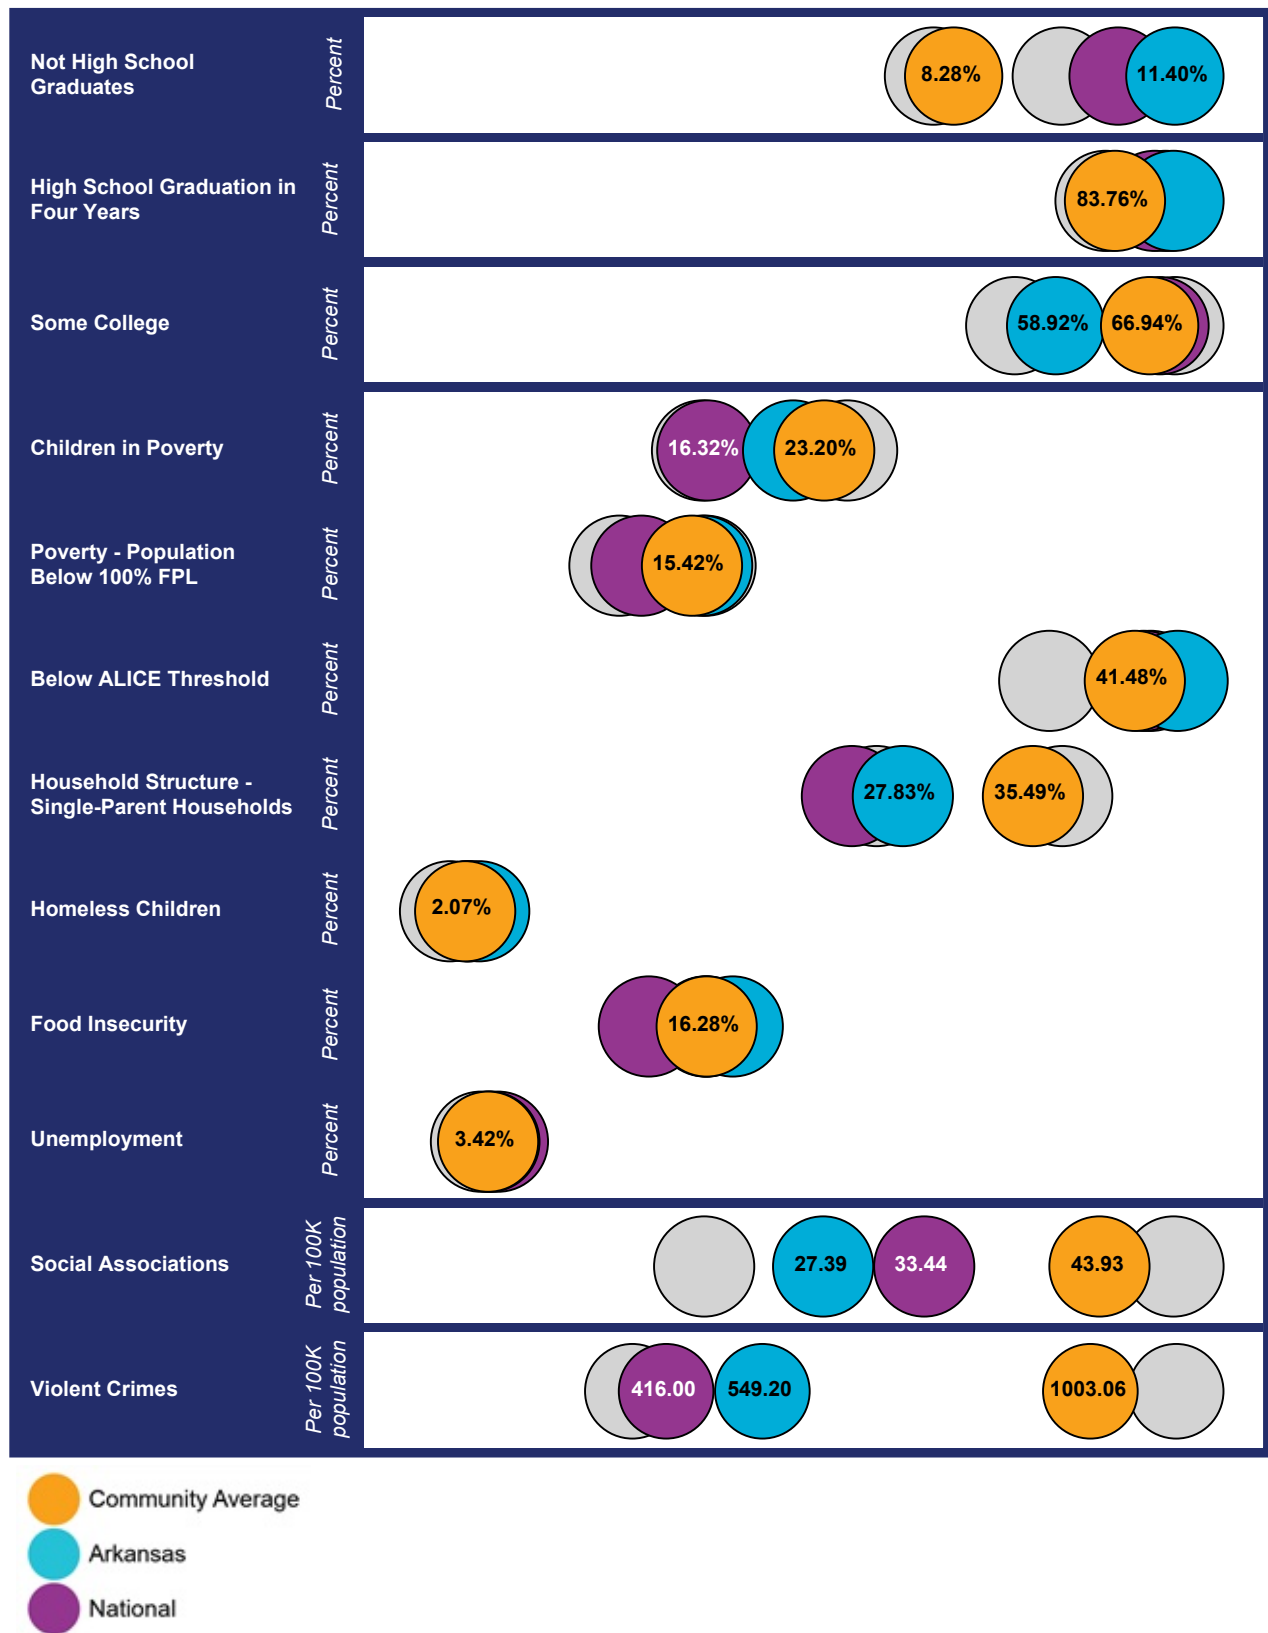 Not High School
Graduates
Percent
8.28%
11.40%
High School Graduation in
Four Years
Percent
83.76%
Some College
Percent
58.92%
66.94%
Children in Poverty
Percent
16.32%
23.20%
Poverty - Population
Below 100% FPL
Percent
15.42%
Below ALICE Threshold
Percent
41.48%
Household Structure -
Single-Parent Households
Percent
27.83%
35.49%
Homeless Children
Percent
2.07%
Food Insecurity
Percent
16.28%
Unemployment
Percent
3.42%
Social Associations
Per 100K
population
27.39
33.44
43.93
Violent Crimes
Per 100K
population
416.00
549.20
1003.06
Community Average
Arkansas
National